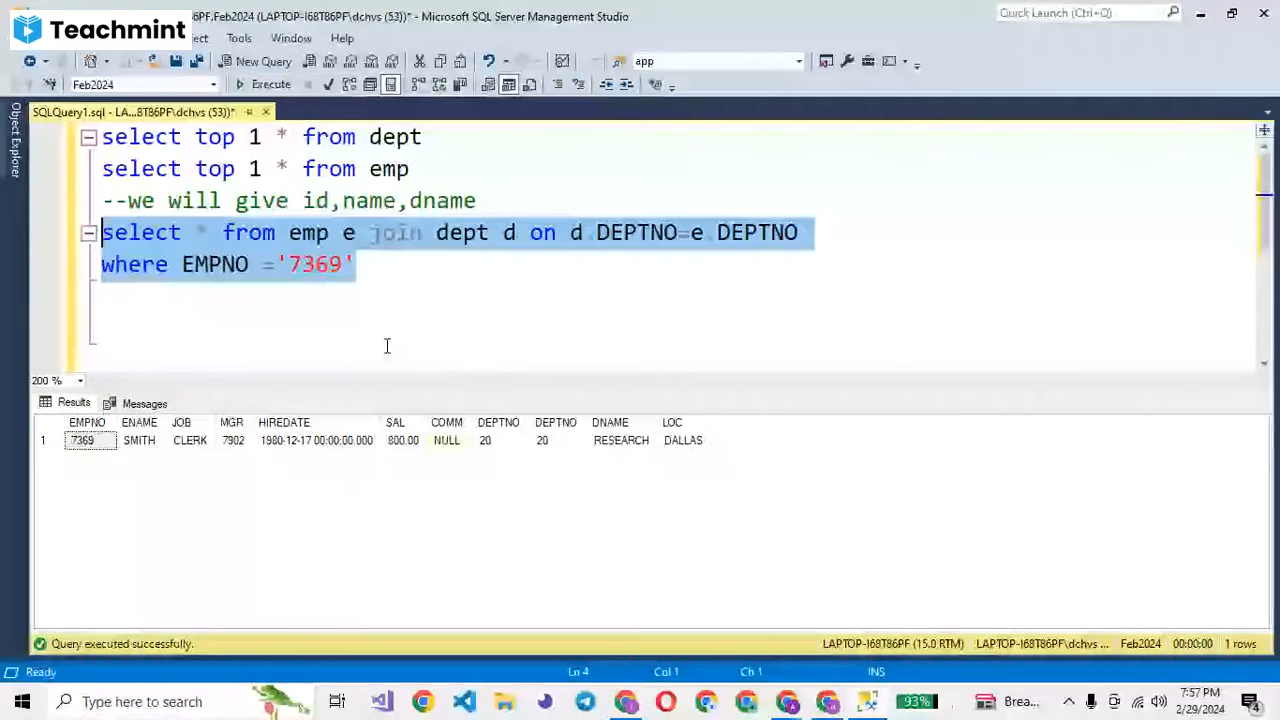 PF,Feb2024 (LAPTOP-I68T86PF\dchvs (53))* - Microsoft SQL Server Management Studio
Quick Launch (Ctrl+Q)
Teachmint
Tools Window Help
New Query
app
Feb2024
Execute
SQLQuery1.sql - LA...8T86PF\dchvs (53))*
Object Explorer
select top 1 * from dept
select top 1 * from emp
--we will give id,name,dname
select * from emp e join dept d on d.DEPTNO=e.DEPTNO
where EMPNO ='7369'
200 %
Results Messages
EMPNO ENAME JOB MGR HIREDATE SAL COMM DEPTNO DEPTNO DNAME LOC
1 7369 SMITH CLERK 7902 1980-12-17 00:00:00.000 800.00 NULL 20 20 RESEARCH DALLAS
Query executed successfully.
LAPTOP-I68T86PF (15.0 RTM) LAPTOP-I68T86PF\dchvs ... Feb2024 00:00:00 1 rows
Ready Ln 4 Col 1 Ch 1 INS
Type here to search
93%
Brea...
7:57 PM
2/29/2024
4